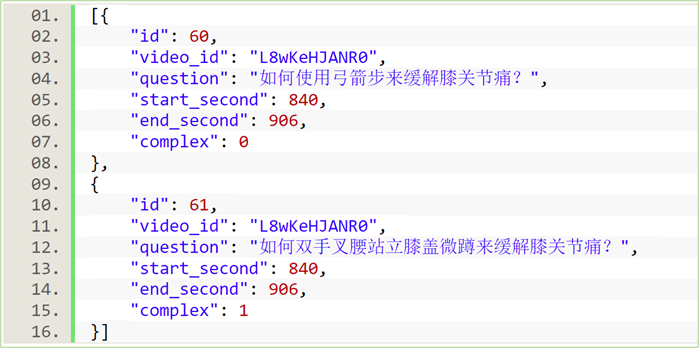 01. [{
02. "id": 60,
03. "video_id": "L8wKeHJANR0",
04. "question": "如何使用弓箭步来缓解膝关节痛？",
05. "start_second": 840,
06. "end_second": 906,
07. "complex": 0
08. },
09. {
10. "id": 61,
11. "video_id": "L8wKeHJANR0",
12. "question": "如何双手叉腰站立膝盖微蹲来缓解膝关节痛？",
13. "start_second": 840,
14. "end_second": 906,
15. "complex": 1
16. }]